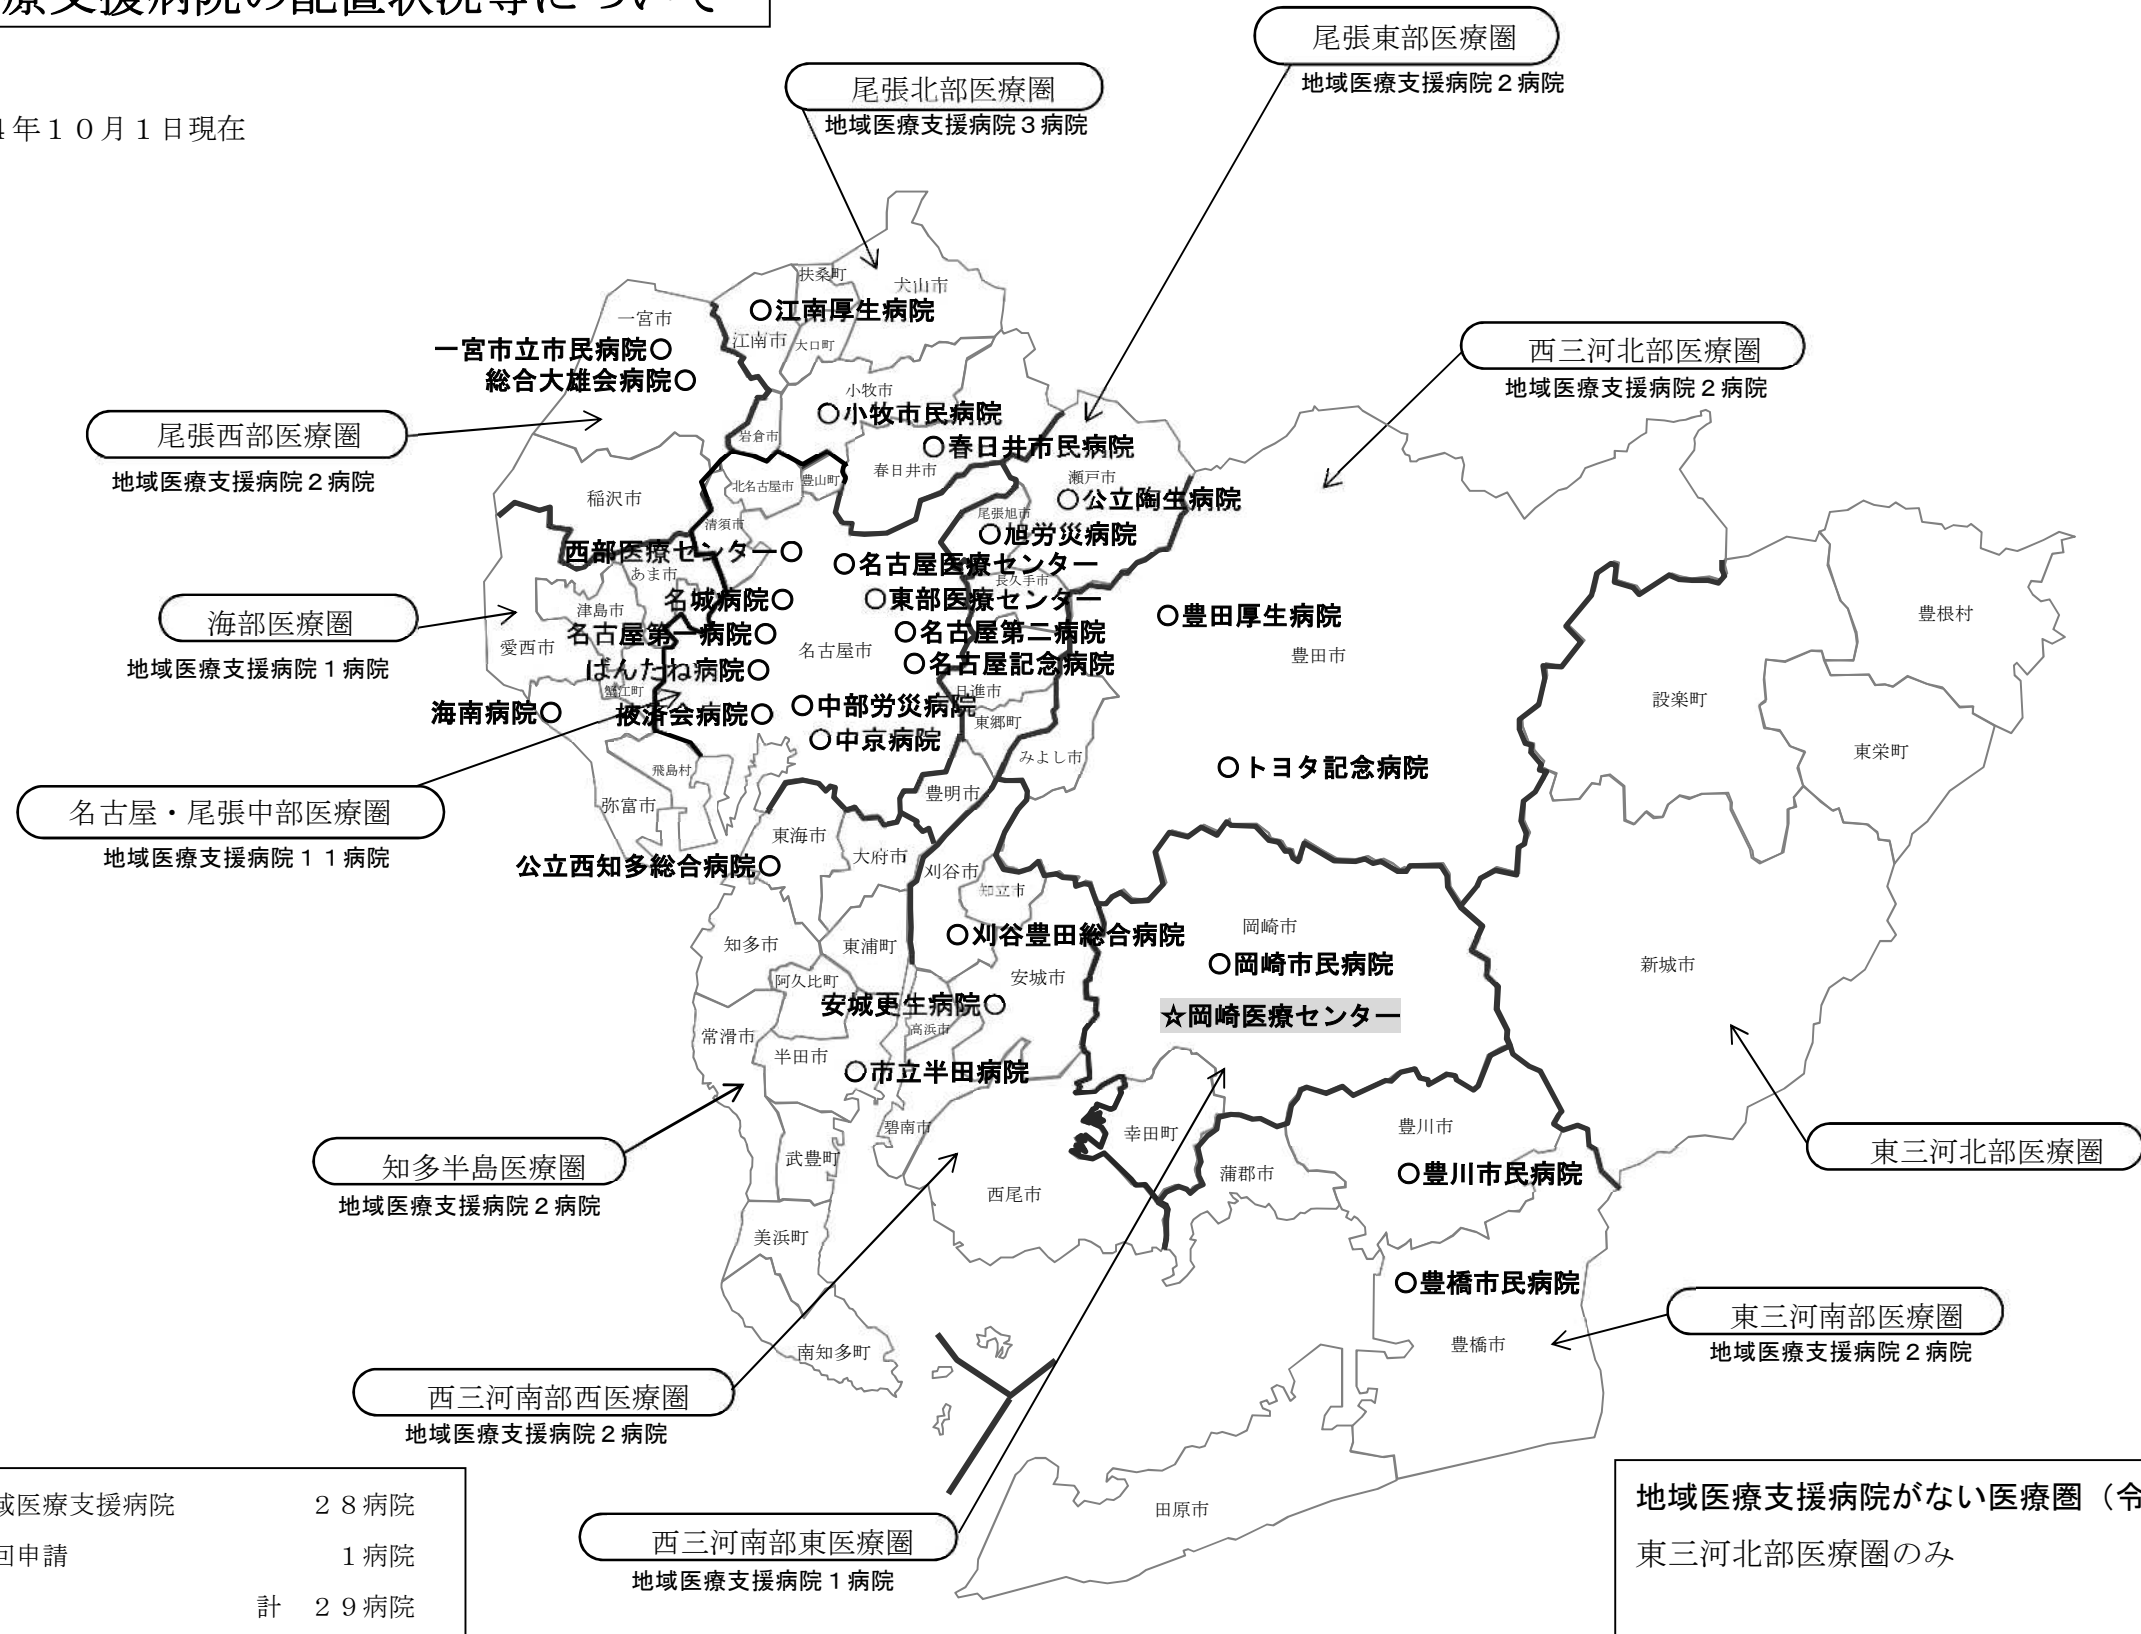 療支援病院の配置状況等について
4年１０月１日現在
尾張東部医療圏
地域医療支援病院２病院
尾張北部医療圏
地域医療支援病院３病院
扶桑町
犬山市
○江南厚生病院
一宮市
江南市
大口町
一宮市立市民病院○
総合大雄会病院○
西三河北部医療圏
地域医療支援病院２病院
小牧市
○小牧市民病院
尾張西部医療圏
地域医療支援病院２病院
岩倉市
○春日井市民病院
春日井市
瀬戸市
北名古屋市
豊山町
稲沢市
○公立陶生病院
尾張旭市
清須市
○旭労災病院
西部医療センター○
○名古屋医療センター
あま市
長久手市
名城病院○
○東部医療センター
津島市
海部医療圏
地域医療支援病院１病院
○豊田厚生病院
豊根村
名古屋第一病院○
○名古屋第二病院
愛西市
名古屋市
豊田市
ばんたね病院○
○名古屋記念病院
蟹江町
日進市
設楽町
海南病院○
掖済会病院○
○中部労災病院
東郷町
○中京病院
みよし市
東栄町
飛島村
○トヨタ記念病院
弥富市
豊明市
名古屋・尾張中部医療圏
地域医療支援病院１１病院
東海市
大府市
公立西知多総合病院○
刈谷市
知立市
岡崎市
知多市
東浦町
○刈谷豊田総合病院
○岡崎市民病院
新城市
阿久比町
安城市
安城更生病院○
☆岡崎医療センター
高浜市
常滑市
半田市
○市立半田病院
碧南市
幸田町
豊川市
東三河北部医療圏
知多半島医療圏
地域医療支援病院２病院
武豊町
蒲郡市
○豊川市民病院
西尾市
美浜町
○豊橋市民病院
東三河南部医療圏
地域医療支援病院２病院
豊橋市
南知多町
西三河南部西医療圏
地域医療支援病院２病院
田原市
西三河南部東医療圏
地域医療支援病院１病院
域医療支援病院　２８病院
回申請　１病院
計　２９病院
地域医療支援病院がない医療圏（令
東三河北部医療圏のみ